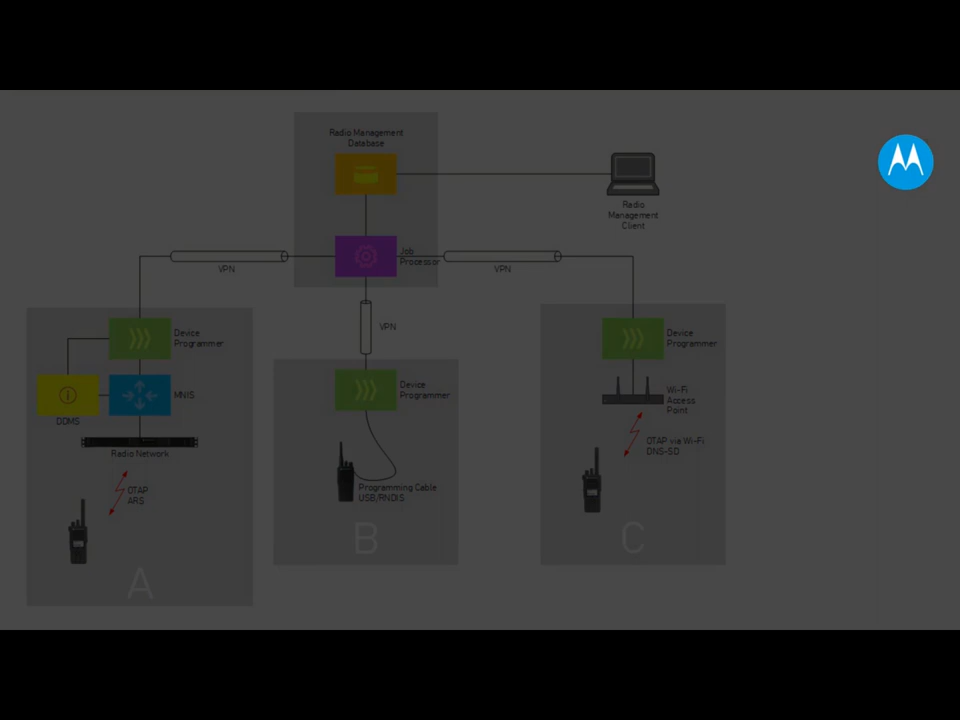 Radio Management
Database
Radio
Management
Client
Job
Processor
VPN
VPN
VPN
Device
Programmer
MNIS
DDMS
Radio Network
OTAP
ARS
A
Device
Programmer
Programming Cable
USB/RNDIS
B
Device
Programmer
Wi-Fi
Access
Point
OTAP via Wi-Fi
DNS-SD
C